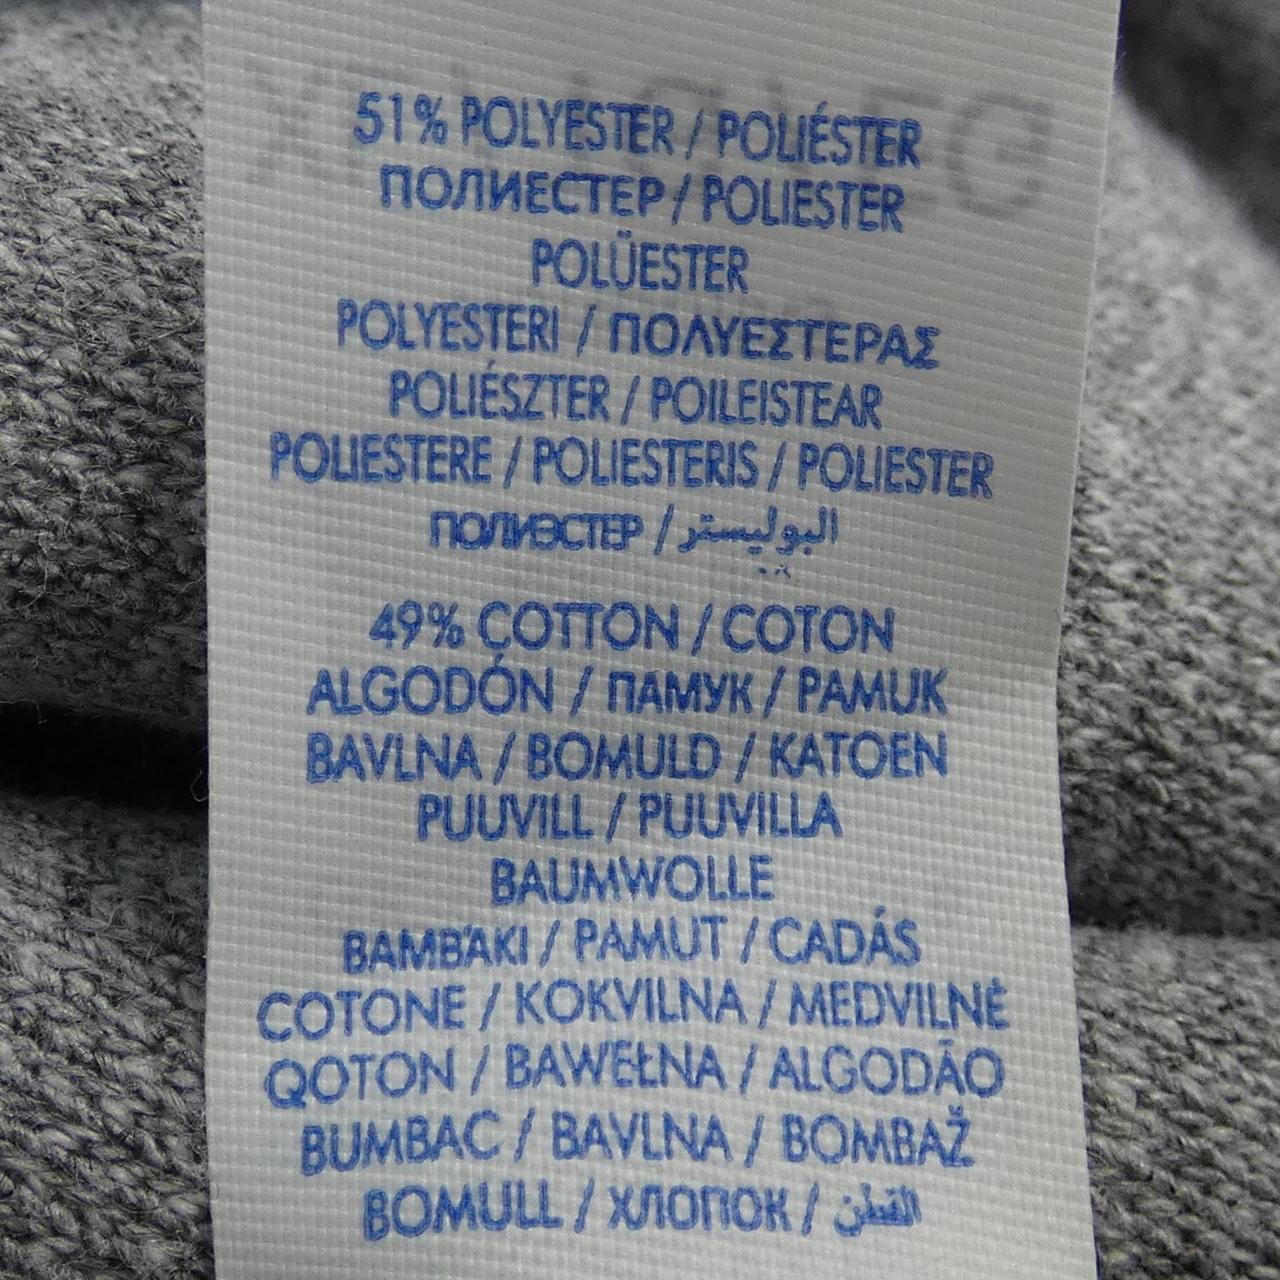 51% POLYESTER / POLIÉSTER
ПОЛИЕСТЕР / POLIESTER
POLÜESTER
POLYESTERI / ΠΟΛΥΕΣΤΕΡΑΣ
POLIÉSZTER / POILEISTEAR
POLIESTERE / POLIESTERIS / POLIESTER
ПОЛИЭСТЕР / البوليستر
49% COTTON / COTON
ALGODÓN / ПАМУК / PAMUK
BAVLNA / BOMULD / KATOEN
PUUVILL / PUUVILLA
BAUMWOLLE
ΒΑΜΒΆΚΙ / PAMUT / CADÁS
COTONE / KOKVILNA / MEDVILNĖ
QOTON / BAWEŁNA / ALGODÃO
BUMBAC / BAVLNA / BOMBAŽ
BOMULL / ХЛОПОК / القطن